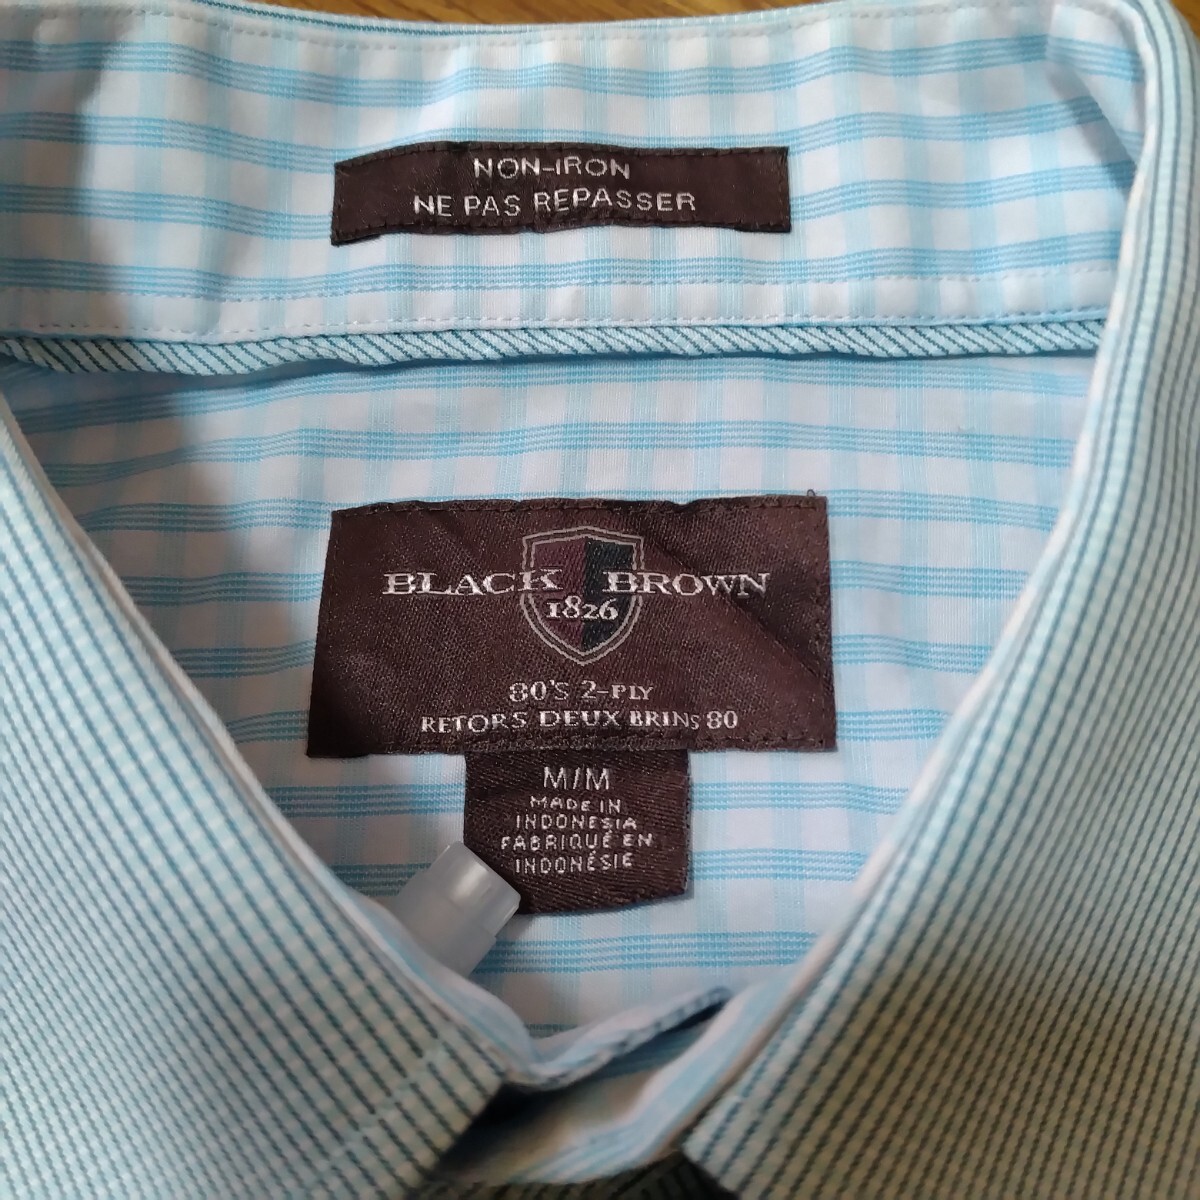 NON-IRON
NE PAS REPASSER
BLACK BROWN
1826
80'S 2-PLY
RETORS DEUX BRINS 80
M/M
MADE IN
INDONESIA
FABRIQUÉ EN
INDONÉSIE